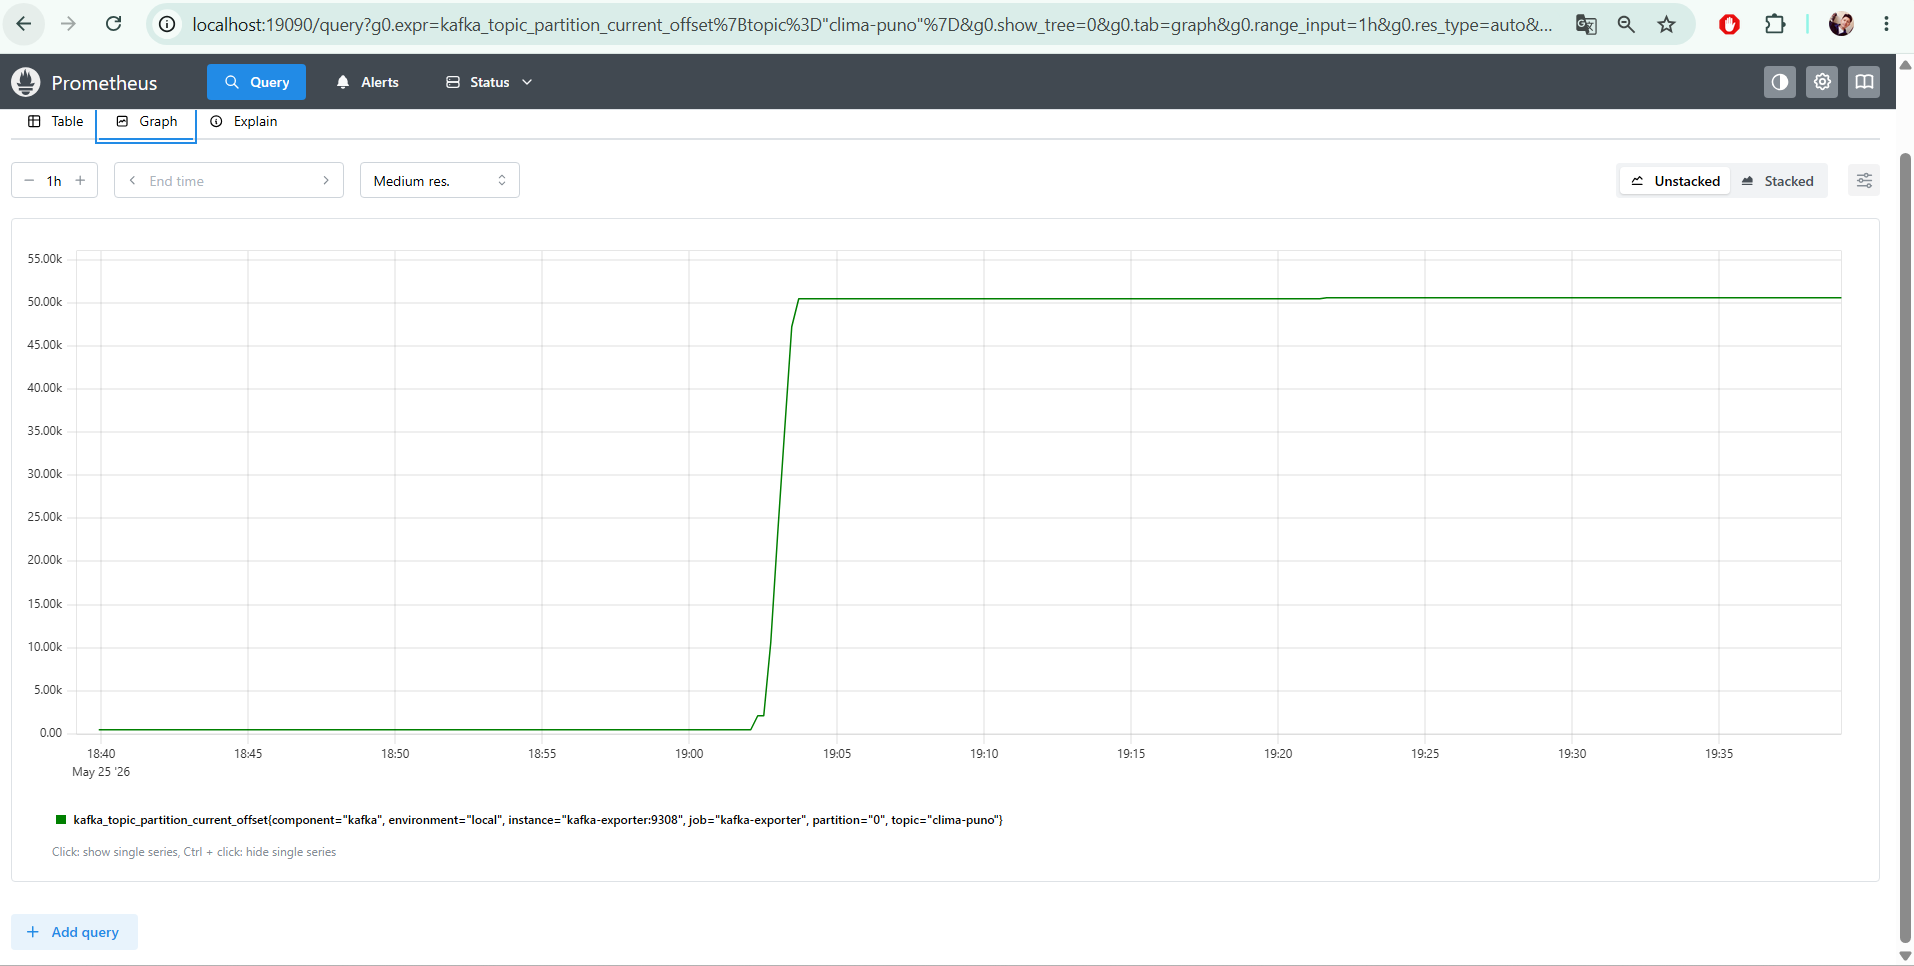 localhost:19090/query?g0.expr=kafka_topic_partition_current_offset%7Btopic%3D"clima-puno"%7D&g0.show_tree=0&g0.tab=graph&g0.range_input=1h&g0.res_type=auto&...
Prometheus
Query
Alerts
Status
Table
Graph
Explain
1h
End time
Medium res.
Unstacked
Stacked
55.00k
50.00k
45.00k
40.00k
35.00k
30.00k
25.00k
20.00k
15.00k
10.00k
5.00k
0.00
18:40 18:45 18:50 18:55 19:00 19:05 19:10 19:15 19:20 19:25 19:30 19:35
May 25 '26
kafka_topic_partition_current_offset{component="kafka", environment="local", instance="kafka-exporter:9308", job="kafka-exporter", partition="0", topic="clima-puno"}
Click: show single series, Ctrl + click: hide single series
Add query